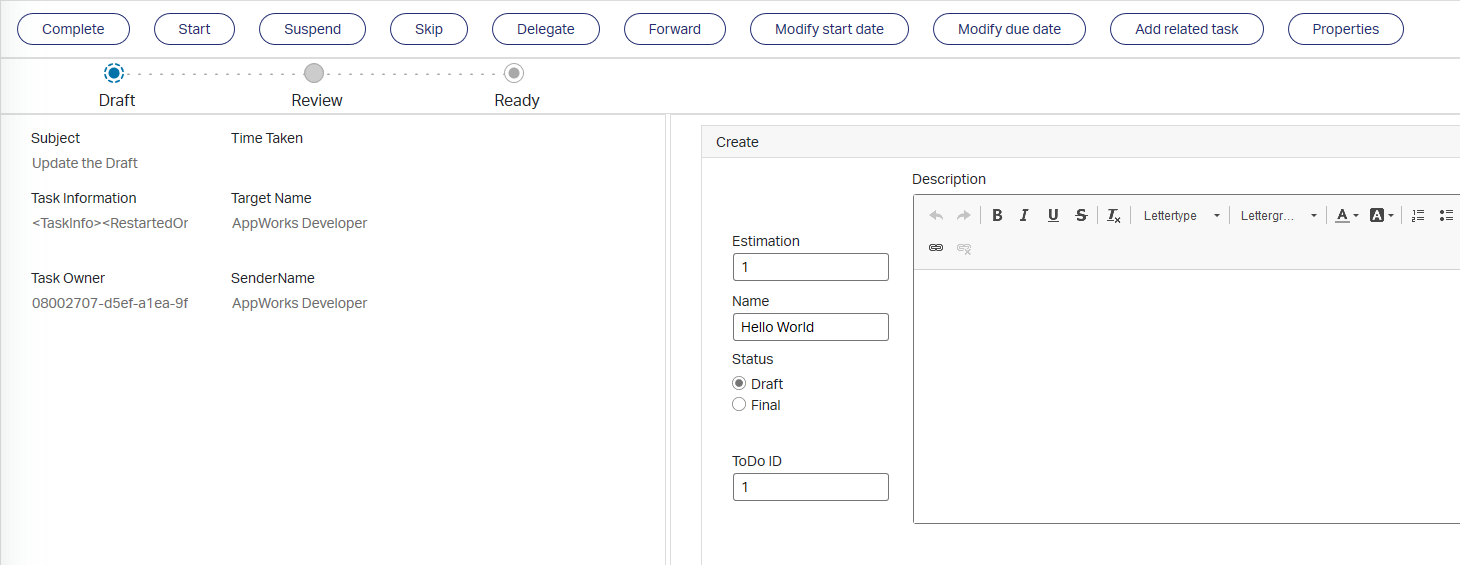 Complete Start Suspend Skip Delegate Forward Modify start date Modify due date Add related task Properties
Draft Review Ready
Subject Time Taken
Update the Draft
Task Information Target Name
<TaskInfo><RestartedOr AppWorks Developer
Task Owner SenderName
08002707-d5ef-a1ea-9f AppWorks Developer
Create
Description
B I U S Tx Lettertype Lettergr... A A
Estimation
1
Name
Hello World
Status
Draft
Final
ToDo ID
1